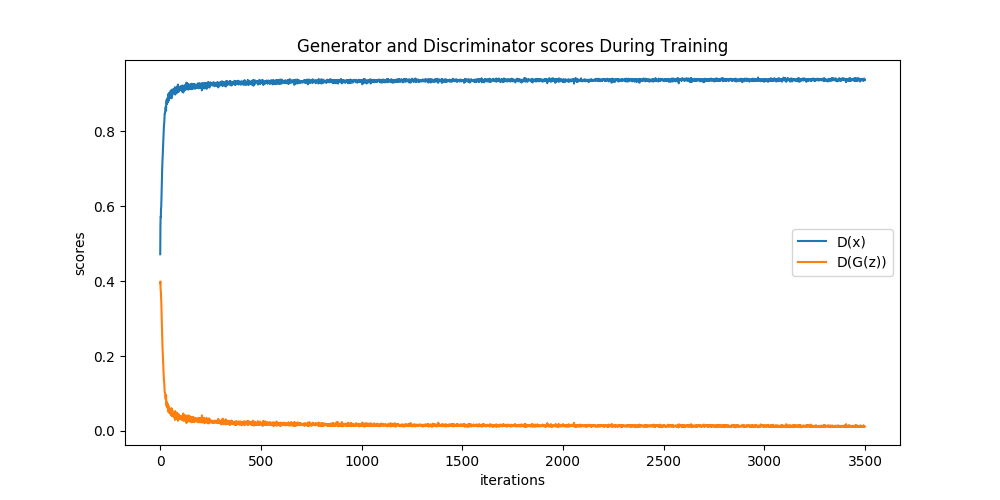 Generator and Discriminator scores During Training
scores
0.8
0.6
0.4
0.2
0.0
D(x)
D(G(z))
0 500 1000 1500 2000 2500 3000 3500
iterations